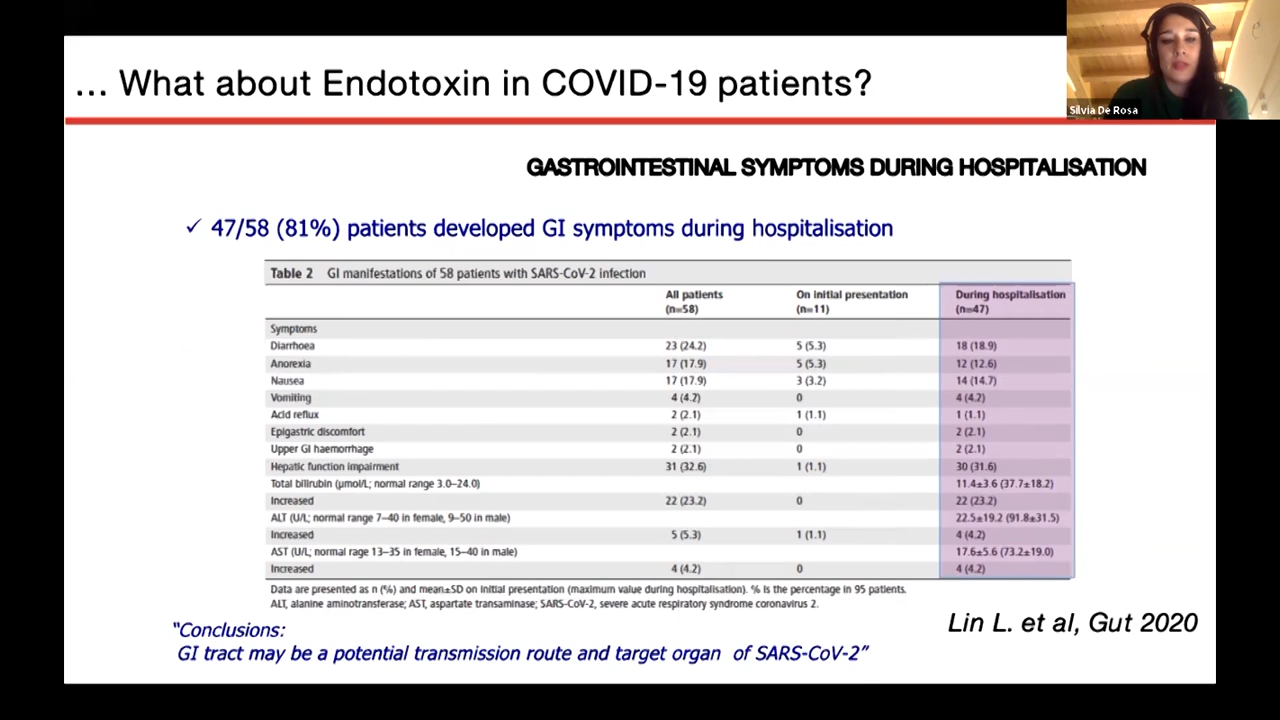 ... What about Endotoxin in COVID-19 patients?
Silvia De Rosa
GASTROINTESTINAL SYMPTOMS DURING HOSPITALISATION
✓ 47/58 (81%) patients developed GI symptoms during hospitalisation
Table 2 GI manifestations of 58 patients with SARS-CoV-2 infection
All patients (n=58) On initial presentation (n=11) During hospitalisation (n=47)
Symptoms
Diarrhoea 23 (24.2) 5 (5.3) 18 (18.9)
Anorexia 17 (17.9) 5 (5.3) 12 (12.6)
Nausea 17 (17.9) 3 (3.2) 14 (14.7)
Vomiting 4 (4.2) 0 4 (4.2)
Acid reflux 2 (2.1) 1 (1.1) 1 (1.1)
Epigastric discomfort 2 (2.1) 0 2 (2.1)
Upper GI haemorrhage 2 (2.1) 0 2 (2.1)
Hepatic function impairment 31 (32.6) 1 (1.1) 30 (31.6)
Total bilirubin (µmol/L; normal range 3.0–24.0) 11.4±3.6 (37.7±18.2)
Increased 22 (23.2) 0 22 (23.2)
ALT (U/L; normal range 7–40 in female, 9–50 in male) 22.5±19.2 (91.8±31.5)
Increased 5 (5.3) 1 (1.1) 4 (4.2)
AST (U/L; normal rage 13–35 in female, 15–40 in male) 17.6±5.6 (73.2±19.0)
Increased 4 (4.2) 0 4 (4.2)
Data are presented as n (%) and mean±SD on initial presentation (maximum value during hospitalisation). % is the percentage in 95 patients.
ALT, alanine aminotransferase; AST, aspartate transaminase; SARS-CoV-2, severe acute respiratory syndrome coronavirus 2.
Lin L. et al, Gut 2020
"Conclusions:
GI tract may be a potential transmission route and target organ of SARS-CoV-2"